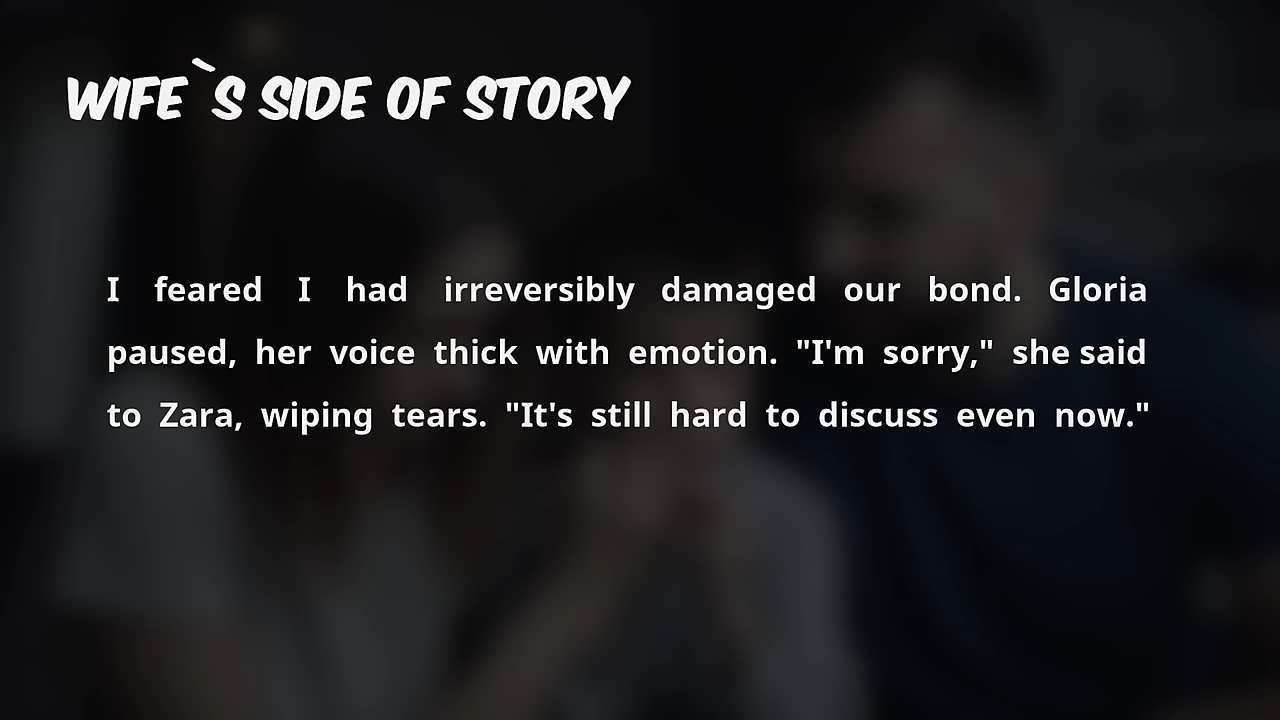 WIFE`S SIDE OF STORY
I feared I had irreversibly damaged our bond. Gloria
paused, her voice thick with emotion. "I'm sorry," she said
to Zara, wiping tears. "It's still hard to discuss even now."